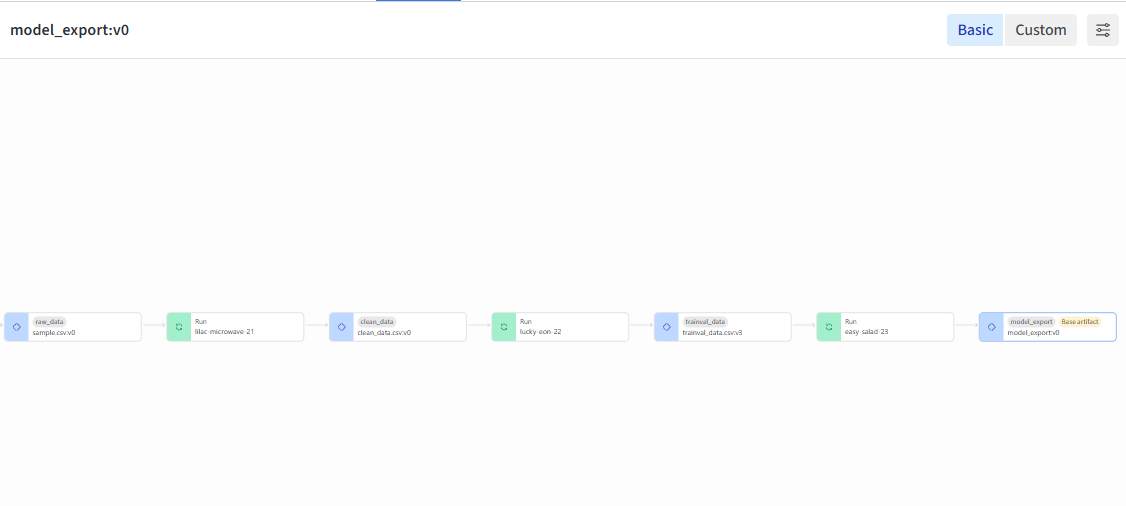 model_export:v0
Basic
Custom
raw_data
sample.csv:v0
Run
lilac-microwave-21
clean_data
clean_data.csv:v0
Run
lucky-eon-22
trainval_data
trainval_data.csv:v3
Run
easy-salad-23
model_export Base artifact
model_export:v0